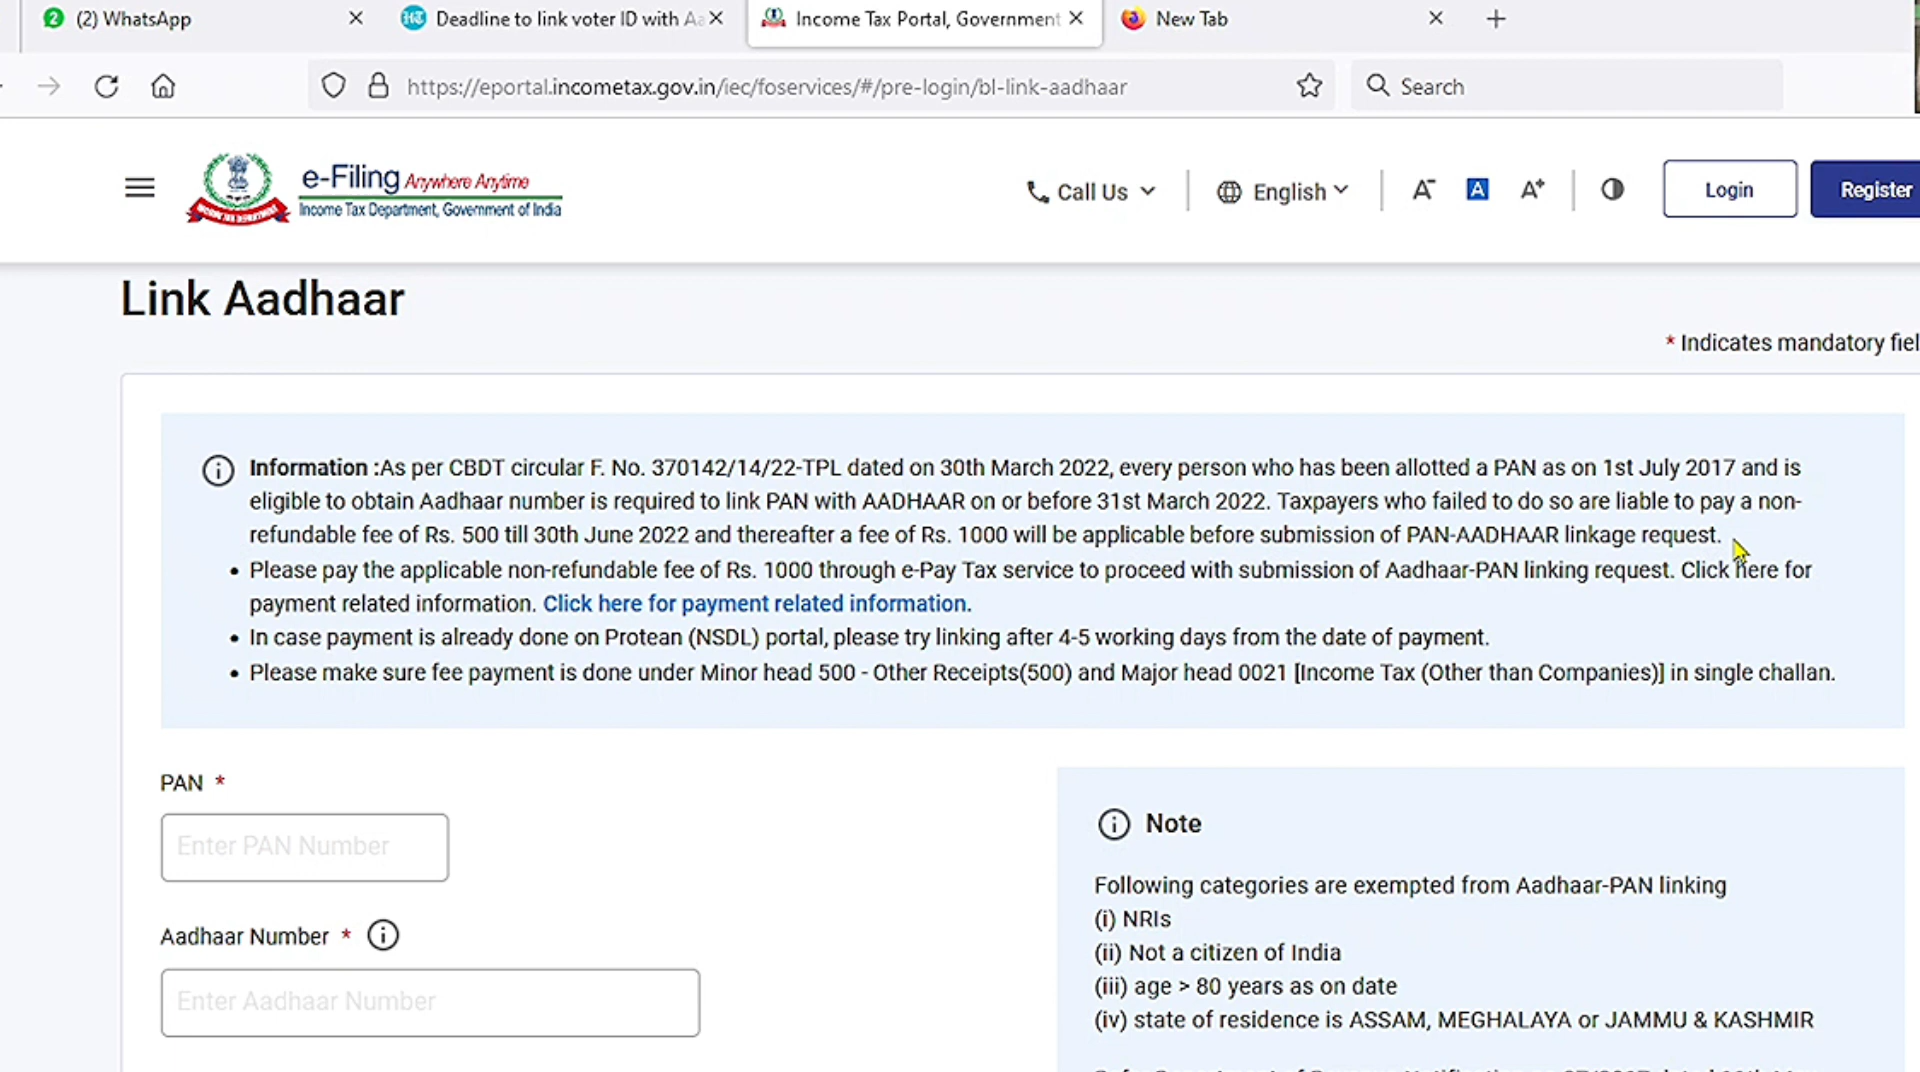 2 (2) WhatsApp
HT Deadline to link voter ID with Aa
Income Tax Portal, Government
New Tab
https://eportal.incometax.gov.in/iec/foservices/#/pre-login/bl-link-aadhaar
Search
e-Filing Anywhere Anytime
Income Tax Department, Government of India
Call Us
English
A-
A
A+
Login
Register
Link Aadhaar
* Indicates mandatory fiel
Information :As per CBDT circular F. No. 370142/14/22-TPL dated on 30th March 2022, every person who has been allotted a PAN as on 1st July 2017 and is
eligible to obtain Aadhaar number is required to link PAN with AADHAAR on or before 31st March 2022. Taxpayers who failed to do so are liable to pay a non-
refundable fee of Rs. 500 till 30th June 2022 and thereafter a fee of Rs. 1000 will be applicable before submission of PAN-AADHAAR linkage request.
• Please pay the applicable non-refundable fee of Rs. 1000 through e-Pay Tax service to proceed with submission of Aadhaar-PAN linking request. Click here for
payment related information. Click here for payment related information.
• In case payment is already done on Protean (NSDL) portal, please try linking after 4-5 working days from the date of payment.
• Please make sure fee payment is done under Minor head 500 - Other Receipts(500) and Major head 0021 [Income Tax (Other than Companies)] in single challan.
PAN *
Enter PAN Number
Aadhaar Number *
Enter Aadhaar Number
Note
Following categories are exempted from Aadhaar-PAN linking
(i) NRIs
(ii) Not a citizen of India
(iii) age > 80 years as on date
(iv) state of residence is ASSAM, MEGHALAYA or JAMMU & KASHMIR